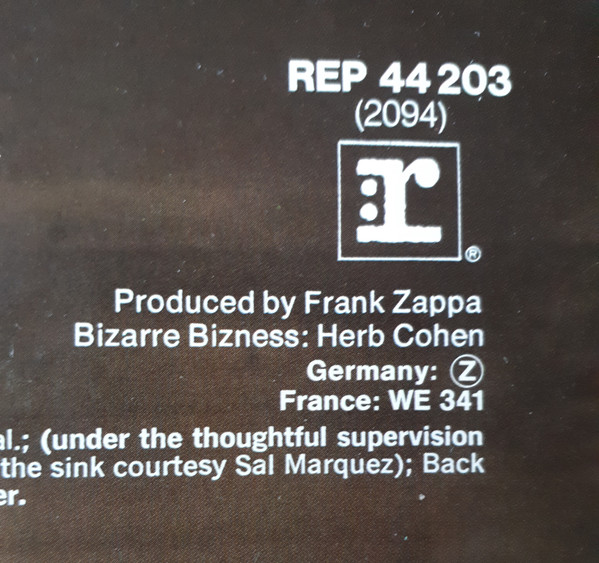 REP 44 203
(2094)
:r
®
Produced by Frank Zappa
Bizarre Bizness: Herb Cohen
Germany: Ⓩ
France: WE 341
al.; (under the thoughtful supervision
the sink courtesy Sal Marquez); Back
er.